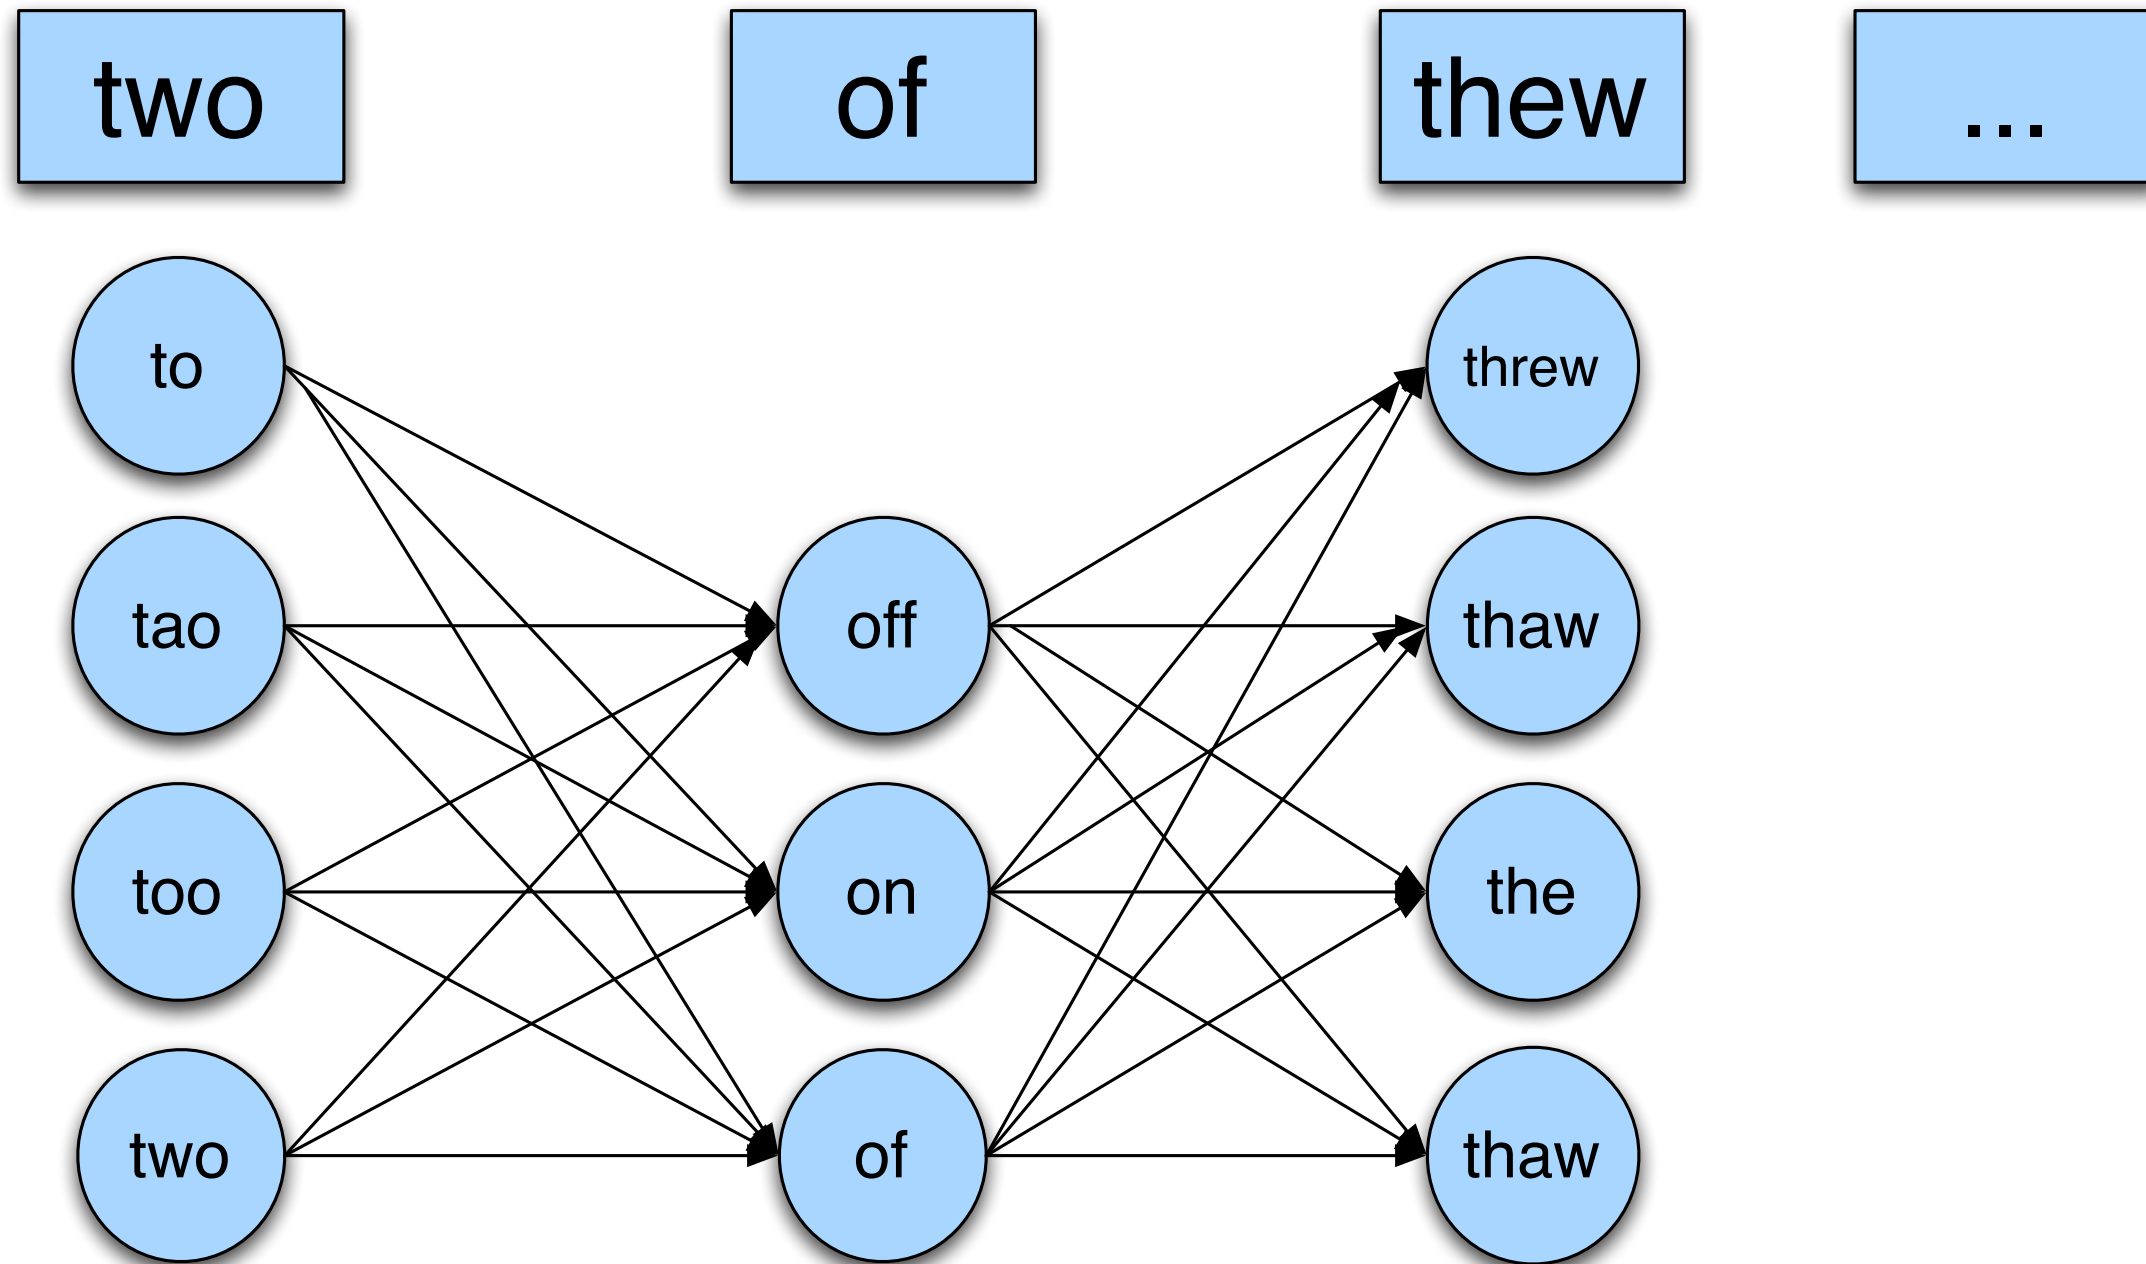 two of thew ...
to threw
tao off thaw
too on the
two of thaw